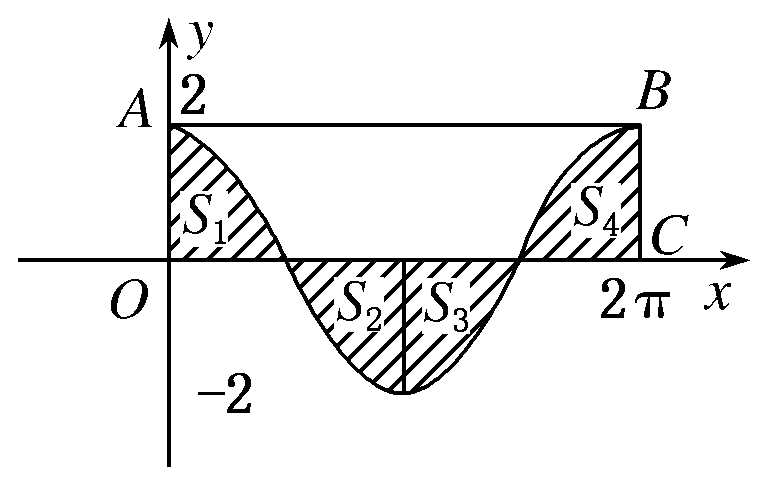 y
A 2 B
S₁ S₄
C
O S₂ S₃ 2π x
−2